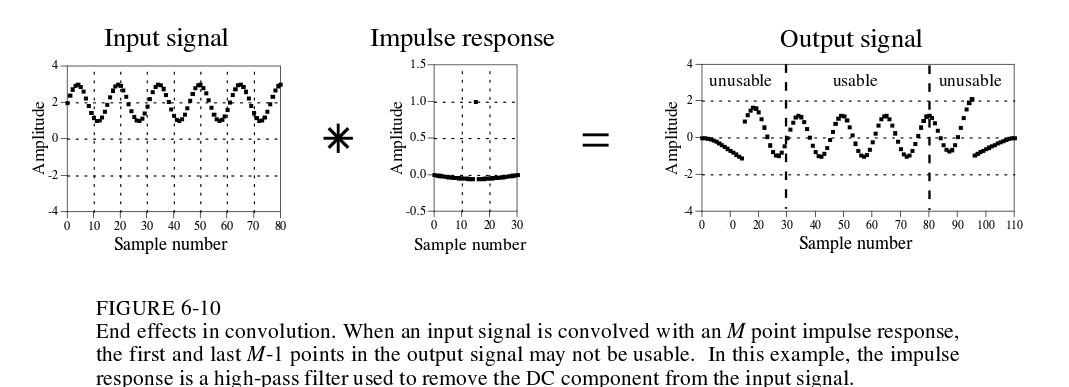 Input signal
Impulse response
Output signal
4
2
0
-2
-4
Amplitude
0 10 20 30 40 50 60 70 80
Sample number
1.5
1.0
0.5
0.0
-0.5
Amplitude
0 10 20 30
Sample number
4
2
0
-2
-4
Amplitude
unusable usable unusable
0 0 20 30 40 50 60 70 80 90 100 110
Sample number
FIGURE 6-10
End effects in convolution. When an input signal is convolved with an M point impulse response,
the first and last M-1 points in the output signal may not be usable. In this example, the impulse
response is a high-pass filter used to remove the DC component from the input signal.